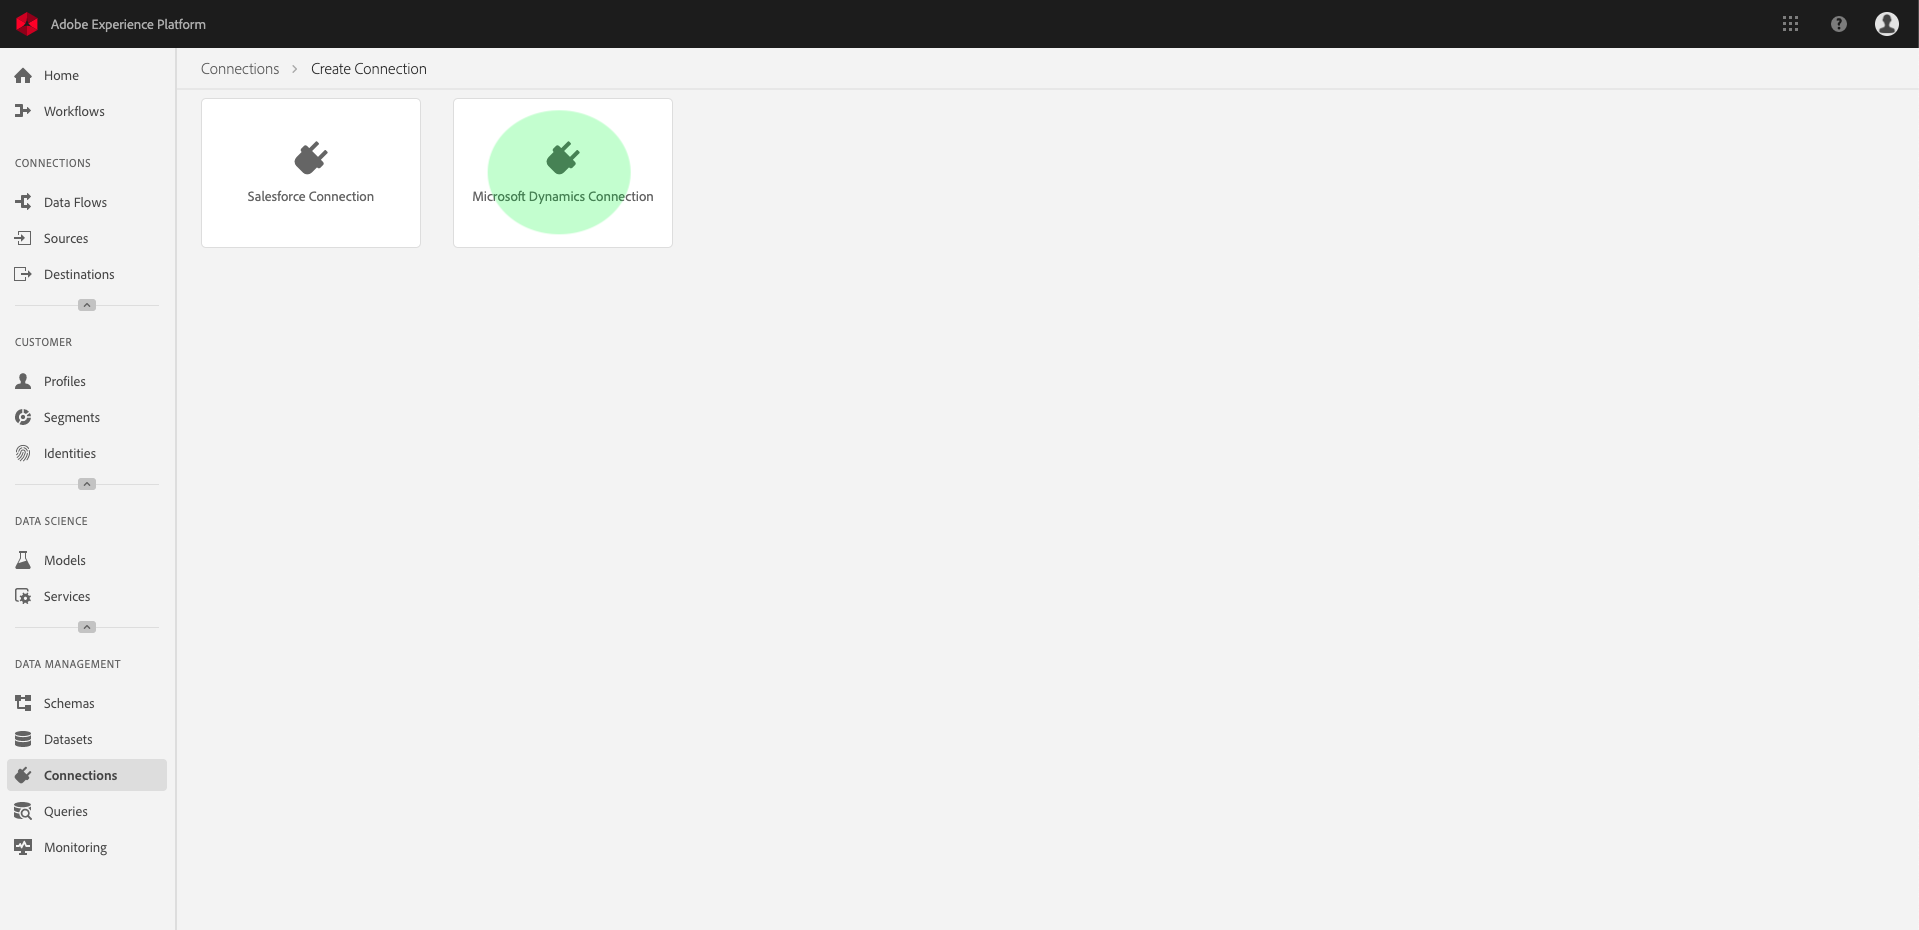 Adobe Experience Platform
Home
Workflows
CONNECTIONS
Data Flows
Sources
Destinations
CUSTOMER
Profiles
Segments
Identities
DATA SCIENCE
Models
Services
DATA MANAGEMENT
Schemas
Datasets
Connections
Queries
Monitoring
Connections > Create Connection
Salesforce Connection
Microsoft Dynamics Connection